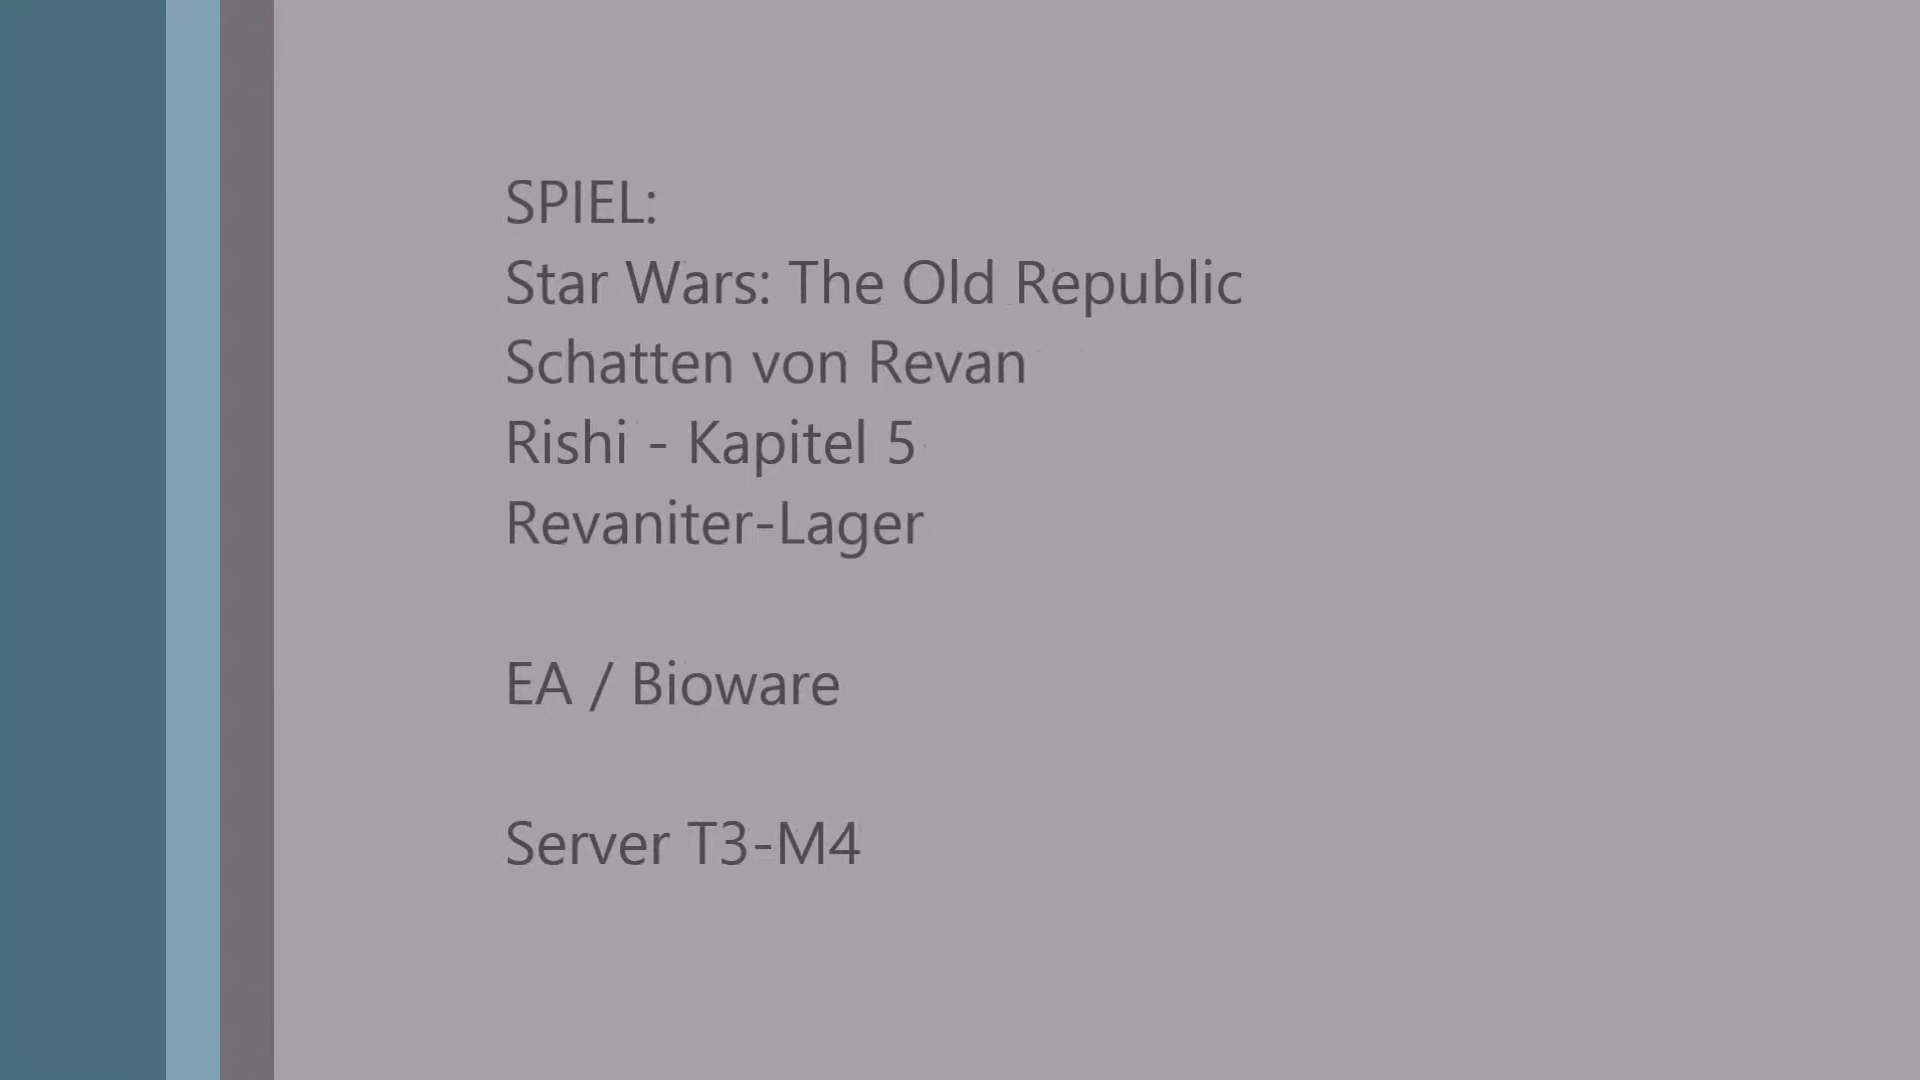 SPIEL:
Star Wars: The Old Republic
Schatten von Revan
Rishi - Kapitel 5
Revaniter-Lager
EA / Bioware
Server T3-M4